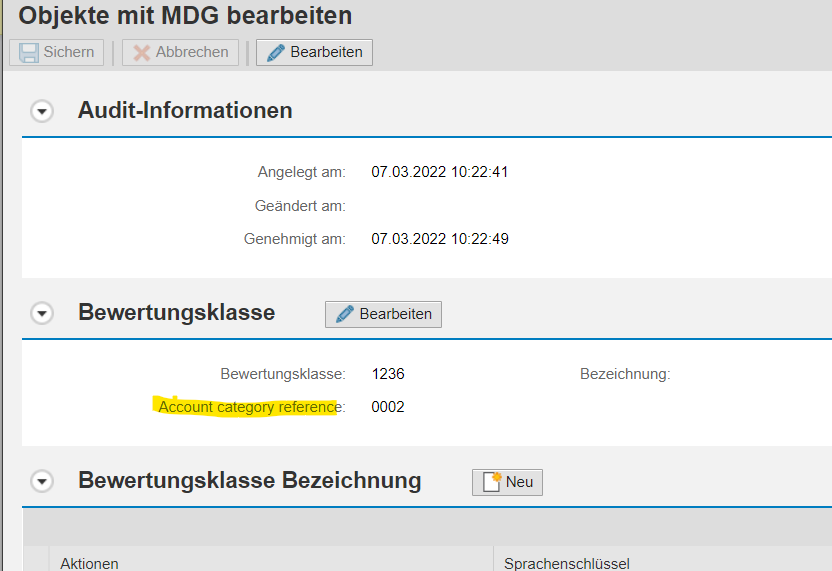 Objekte mit MDG bearbeiten
Sichern Abbrechen Bearbeiten
Audit-Informationen
Angelegt am: 07.03.2022 10:22:41
Geändert am:
Genehmigt am: 07.03.2022 10:22:49
Bewertungsklasse Bearbeiten
Bewertungsklasse: 1236 Bezeichnung:
Account category reference: 0002
Bewertungsklasse Bezeichnung Neu
Aktionen Sprachenschlüssel